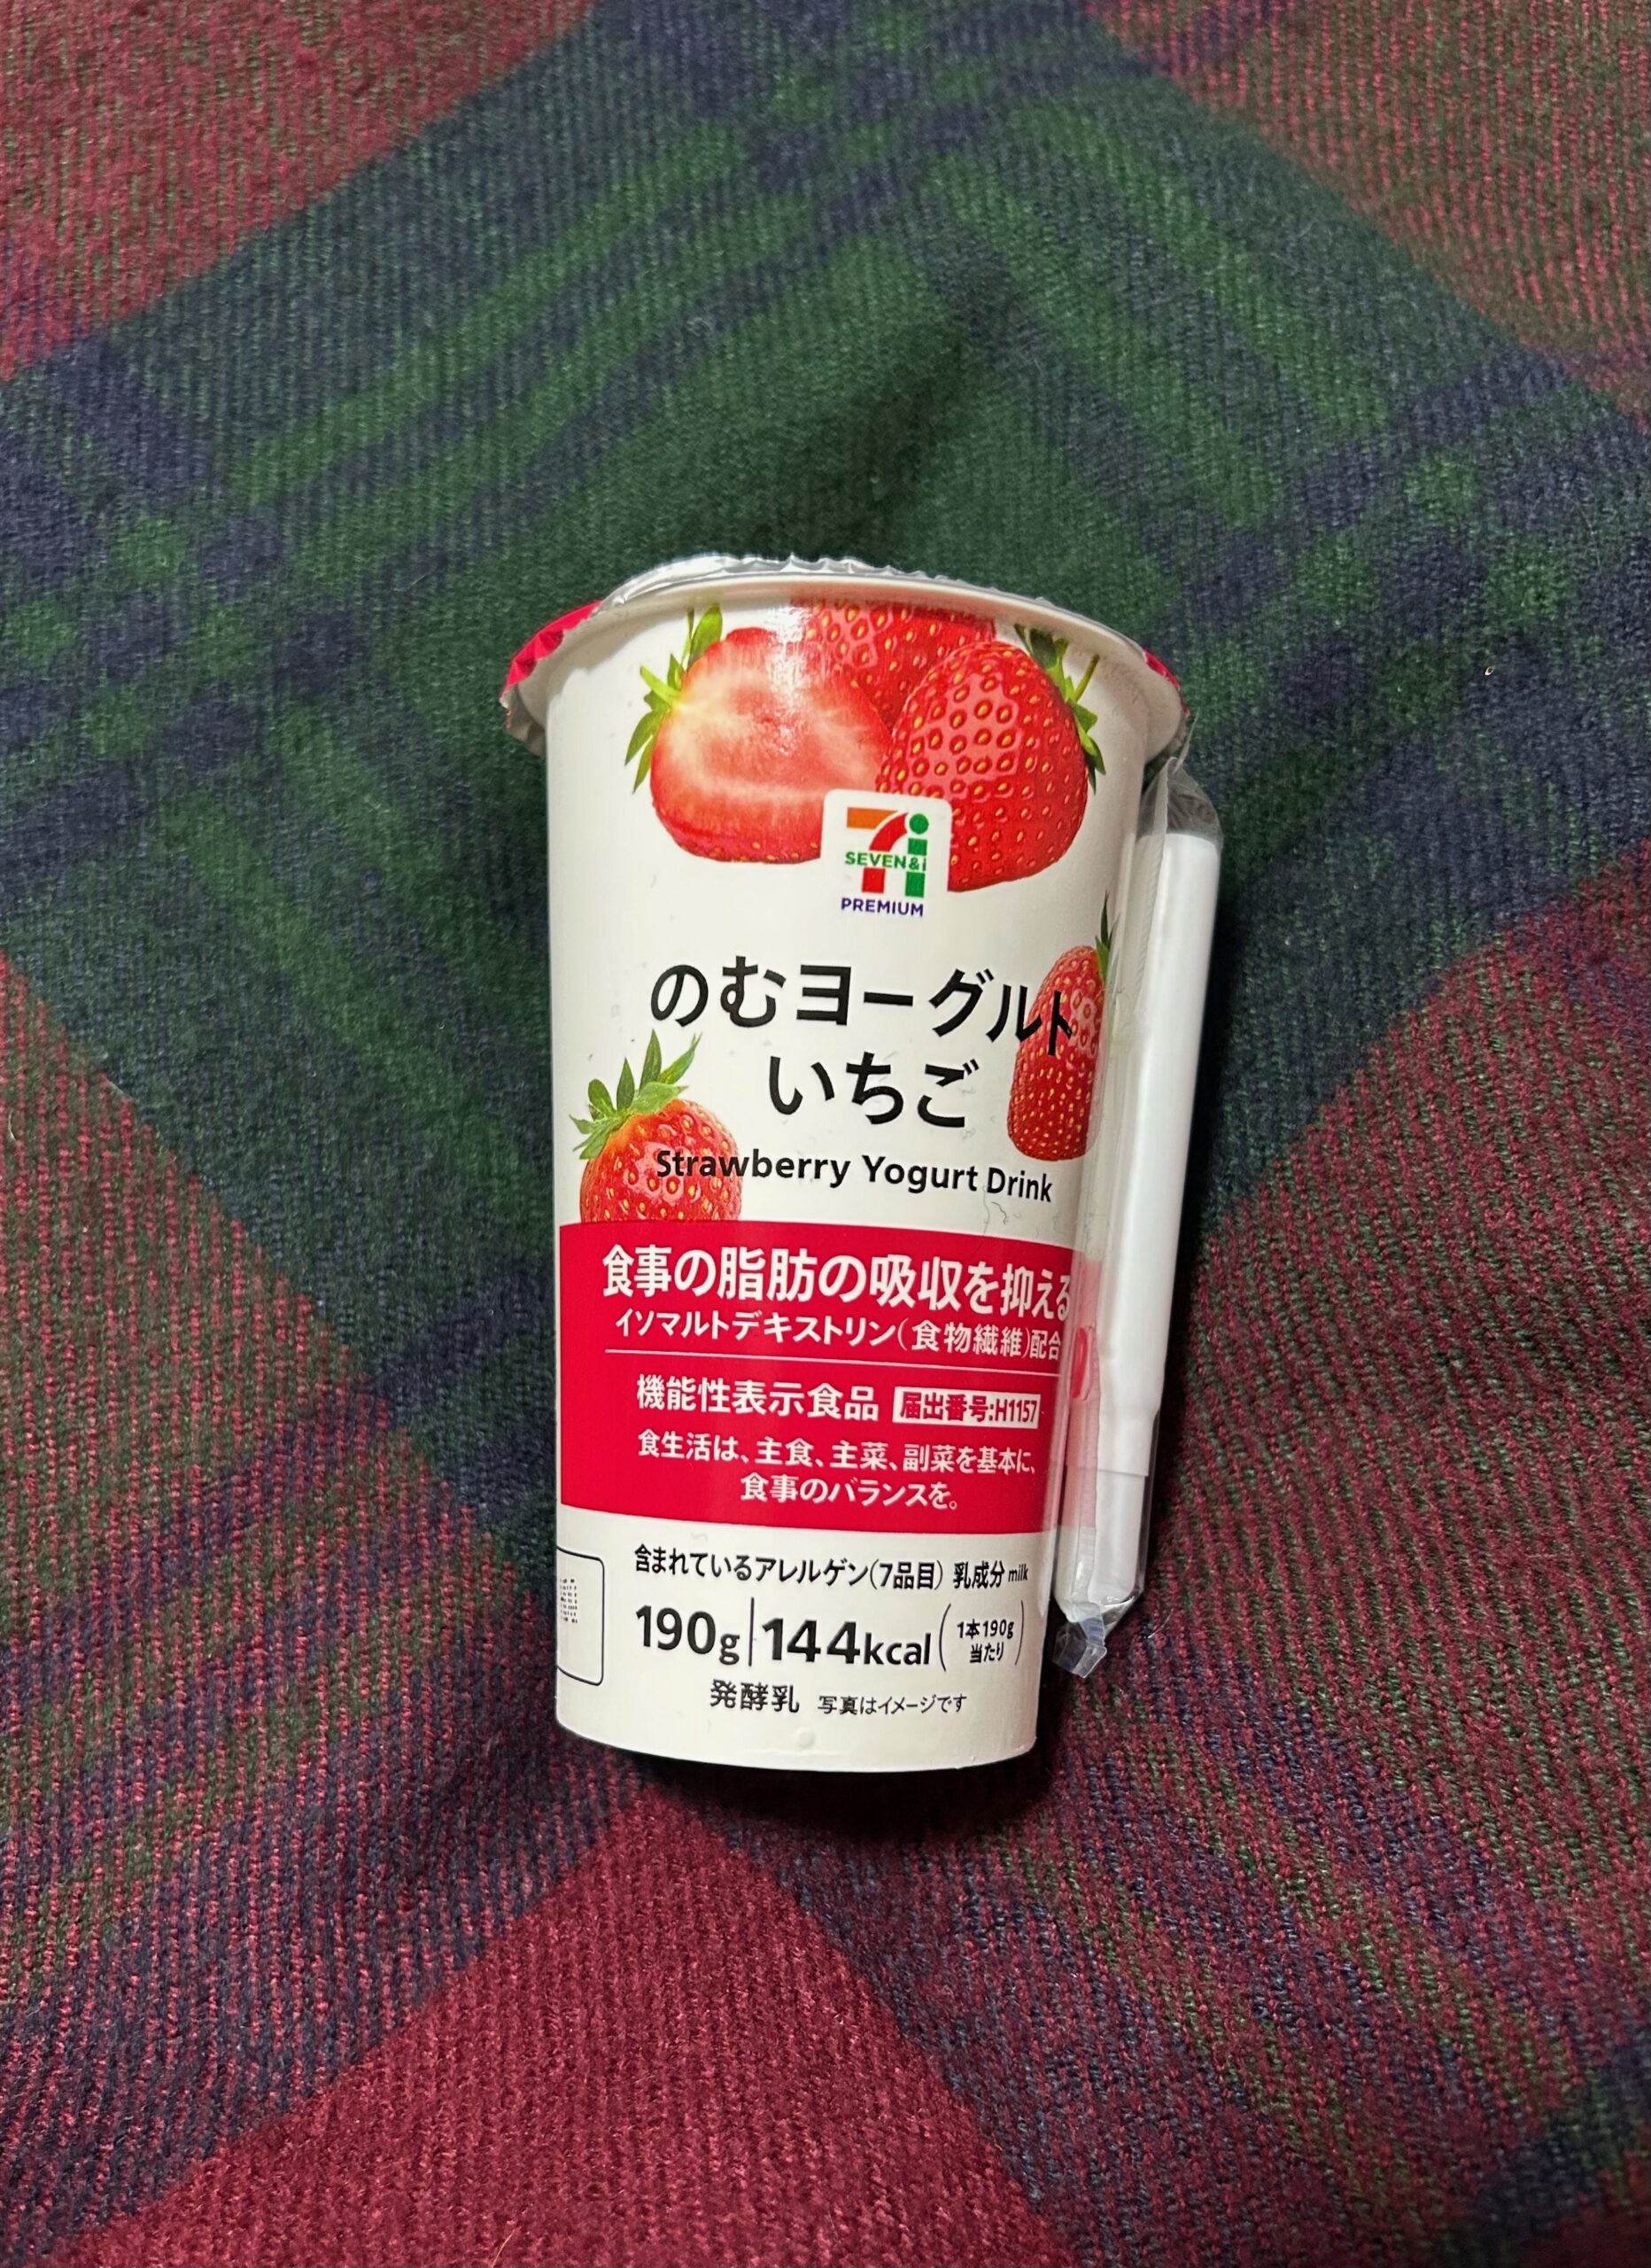 7i
SEVEN&i
PREMIUM
のむヨーグルト
いちご
Strawberry Yogurt Drink
食事の脂肪の吸収を抑える
イソマルトデキストリン(食物繊維)配合
機能性表示食品 届出番号:H1157
食生活は、主食、主菜、副菜を基本に、
食事のバランスを。
含まれているアレルゲン(7品目) 乳成分 milk
190g 144kcal (1本190g当たり)
発酵乳 写真はイメージです